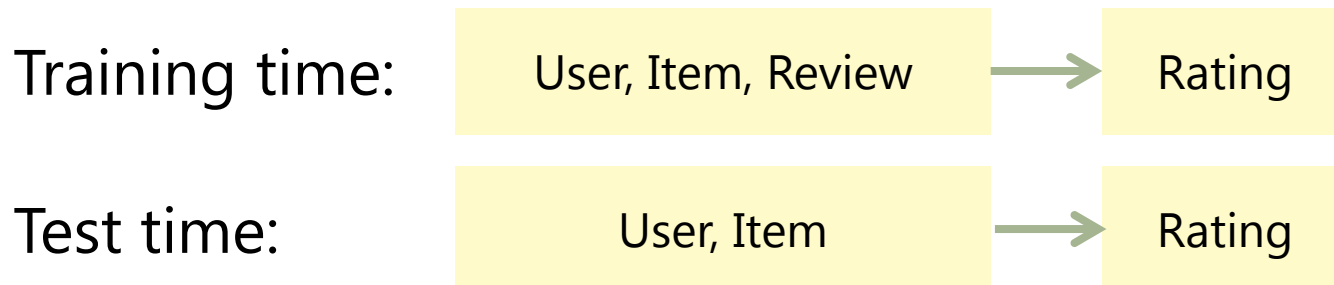 Training time: User, Item, Review Rating
Test time: User, Item Rating